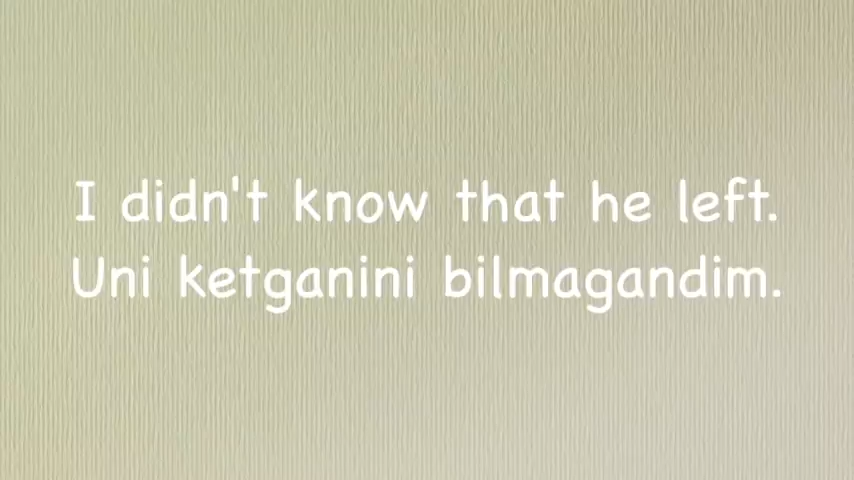 I didn't know that he left.
Uni ketganini bilmagandim.